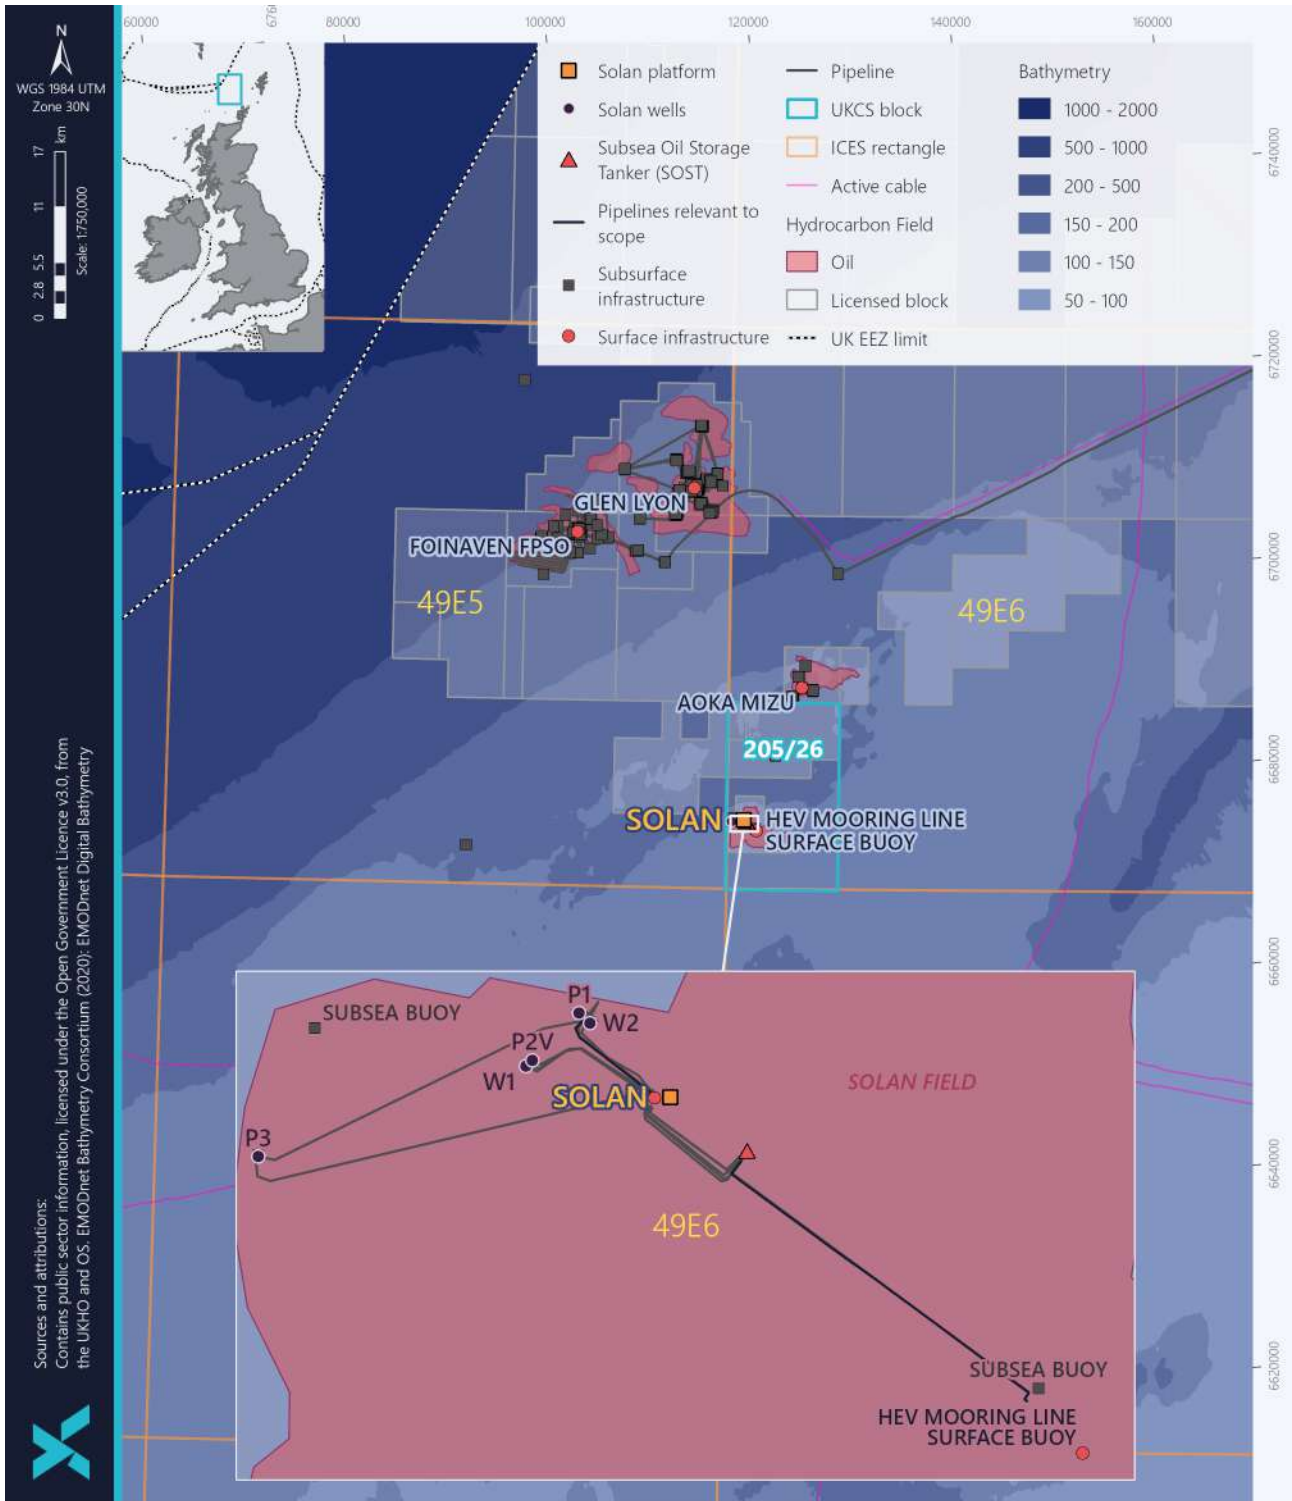 60000
676
80000
100000
120000
140000
160000
N
WGS 1984 UTM
Zone 30N
km
17
11
5.5
2.8
0
Scale: 1:750,000
Solan platform
Solan wells
Subsea Oil Storage
Tanker (SOST)
Pipelines relevant to
scope
Subsurface
infrastructure
Surface infrastructure
Pipeline
UKCS block
ICES rectangle
Active cable
Hydrocarbon Field
Oil
Licensed block
UK EEZ limit
Bathymetry
1000 - 2000
500 - 1000
200 - 500
150 - 200
100 - 150
50 - 100
6740000
6720000
6700000
6680000
6660000
6640000
6620000
GLEN LYON
FOINAVEN FPSO
49E5
49E6
AOKA MIZU
205/26
SOLAN
HEV MOORING LINE
SURFACE BUOY
SUBSEA BUOY
P1
W2
P2V
W1
SOLAN
SOLAN FIELD
P3
49E6
SUBSEA BUOY
HEV MOORING LINE
SURFACE BUOY
Sources and attributions:
Contains public sector information, licensed under the Open Government Licence v3.0, from
the UKHO and OS. EMODnet Bathymetry Consortium (2020): EMODnet Digital Bathymetry